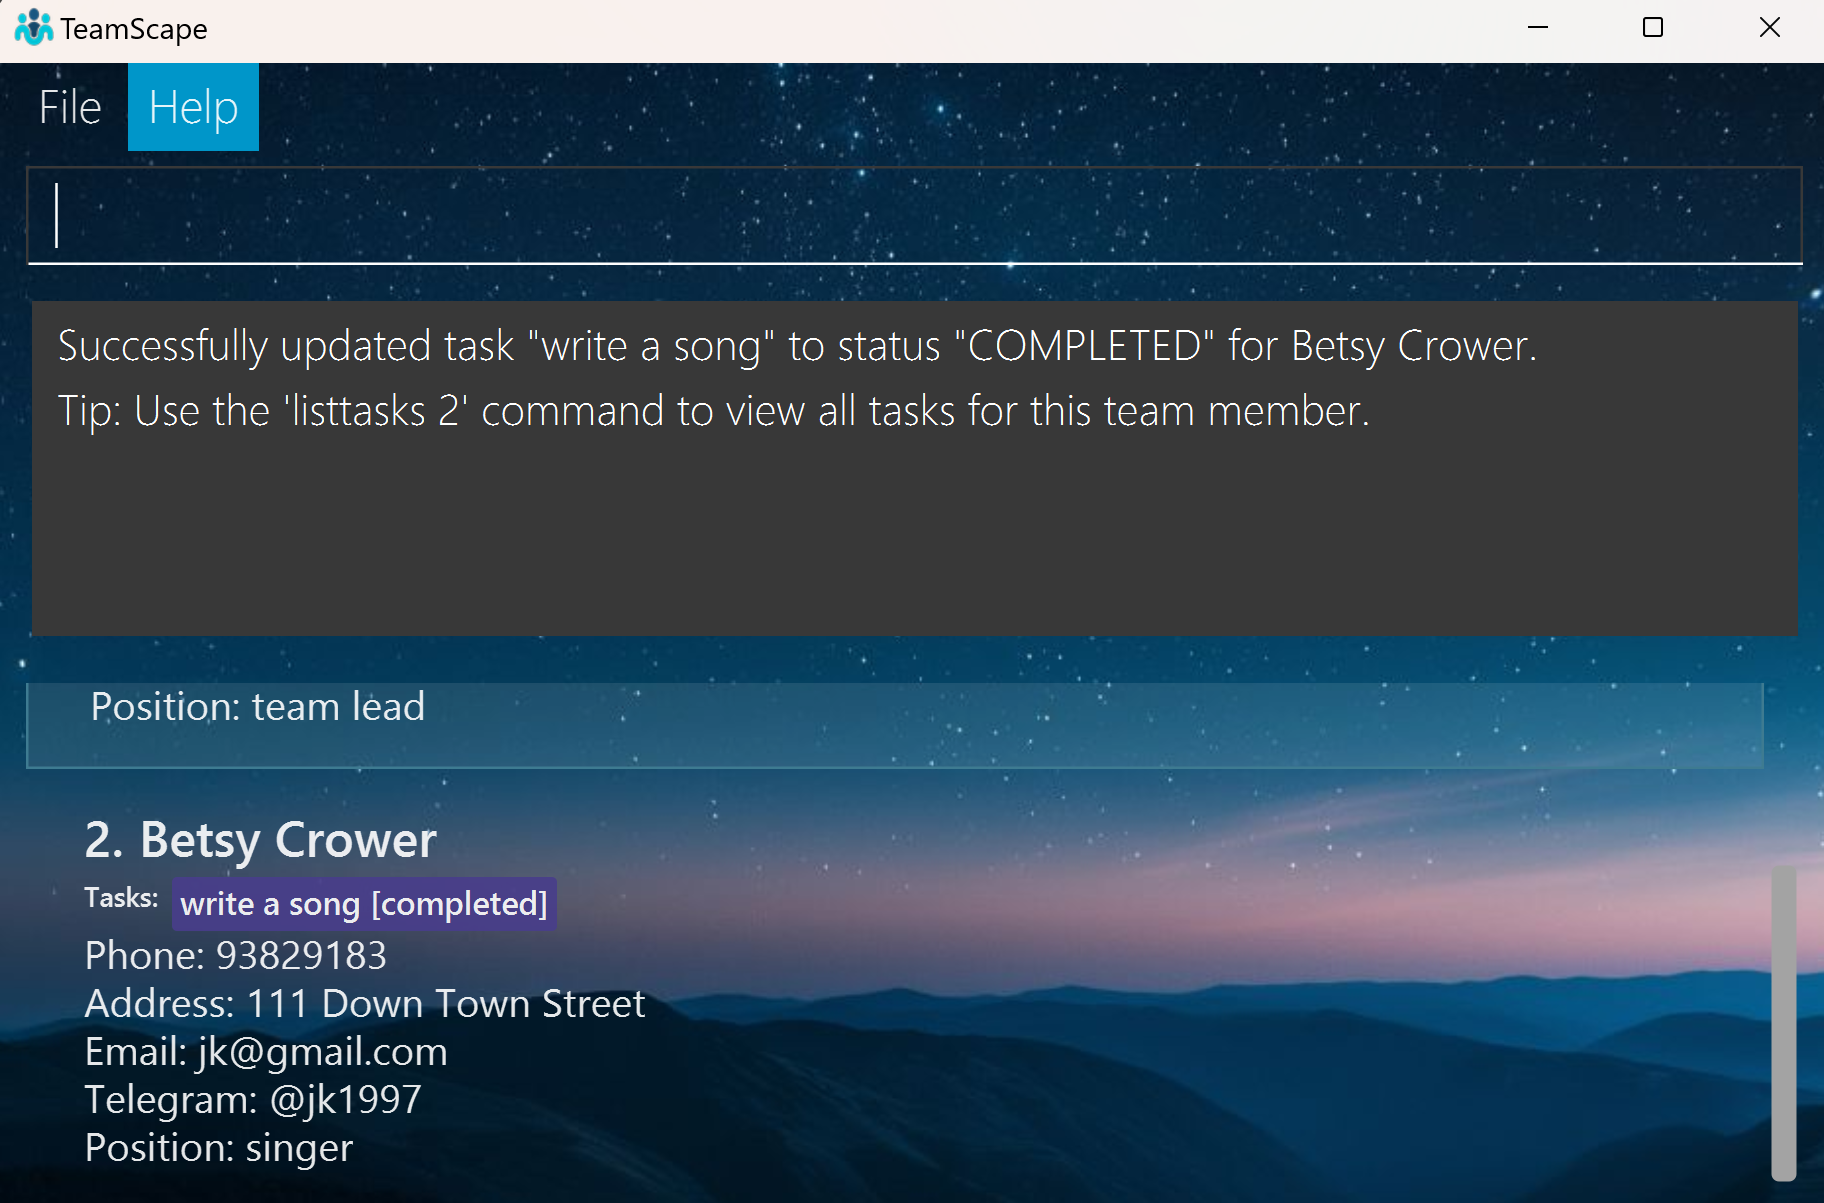 TeamScape
File Help
Successfully updated task "write a song" to status "COMPLETED" for Betsy Crower.
Tip: Use the 'listtasks 2' command to view all tasks for this team member.
Position: team lead
2. Betsy Crower
Tasks: write a song [completed]
Phone: 93829183
Address: 111 Down Town Street
Email: jk@gmail.com
Telegram: @jk1997
Position: singer